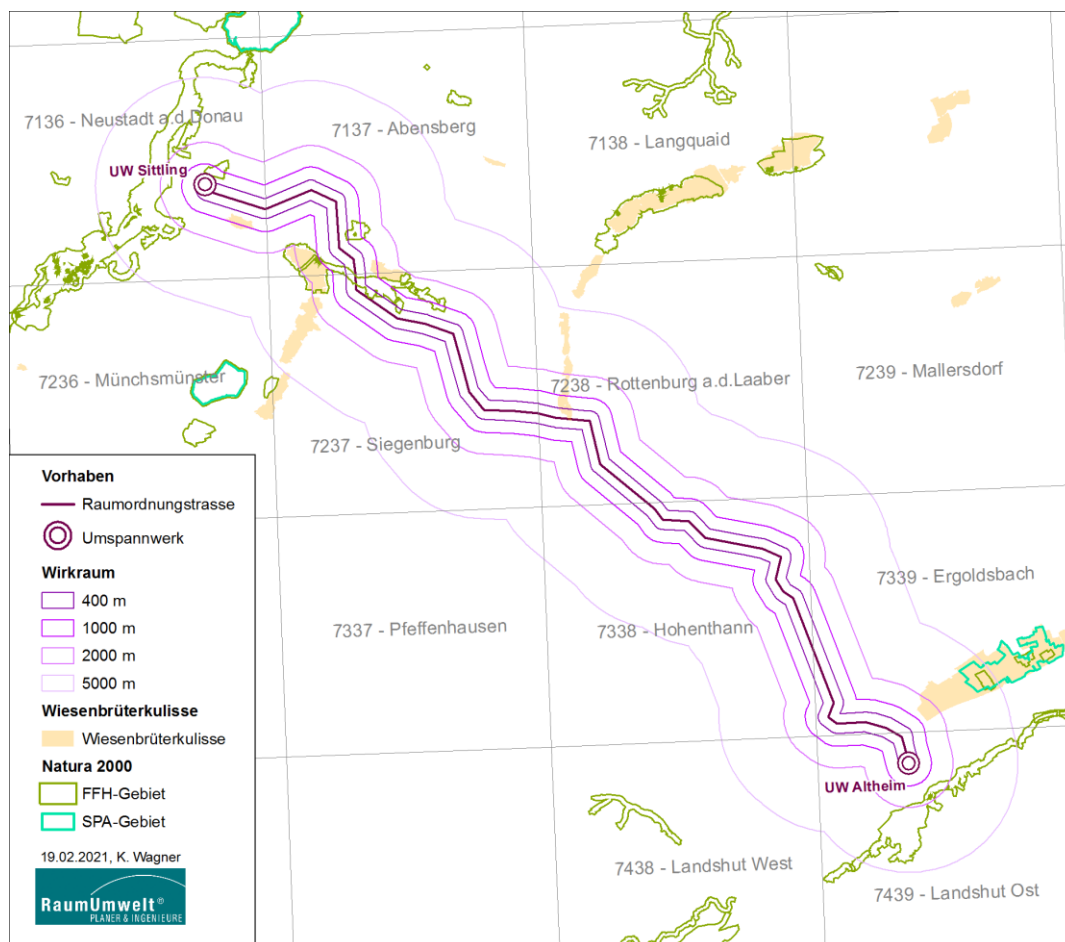 7136 - Neustadt a.d.Donau
7137 - Abensberg
7138 - Langquaid
UW Sittling
7236 - Münchsmünster
7237 - Siegenburg
7238 - Rottenburg a.d.Laaber
7239 - Mallersdorf
7337 - Pfeffenhausen
7338 - Hohenthann
7339 - Ergoldsbach
UW Altheim
7438 - Landshut West
7439 - Landshut Ost
Vorhaben
Raumordnungstrasse
Umspannwerk
Wirkraum
400 m
1000 m
2000 m
5000 m
Wiesenbrüterkulisse
Wiesenbrüterkulisse
Natura 2000
FFH-Gebiet
SPA-Gebiet
19.02.2021, K. Wagner
RaumUmwelt®
PLANER & INGENIEURE